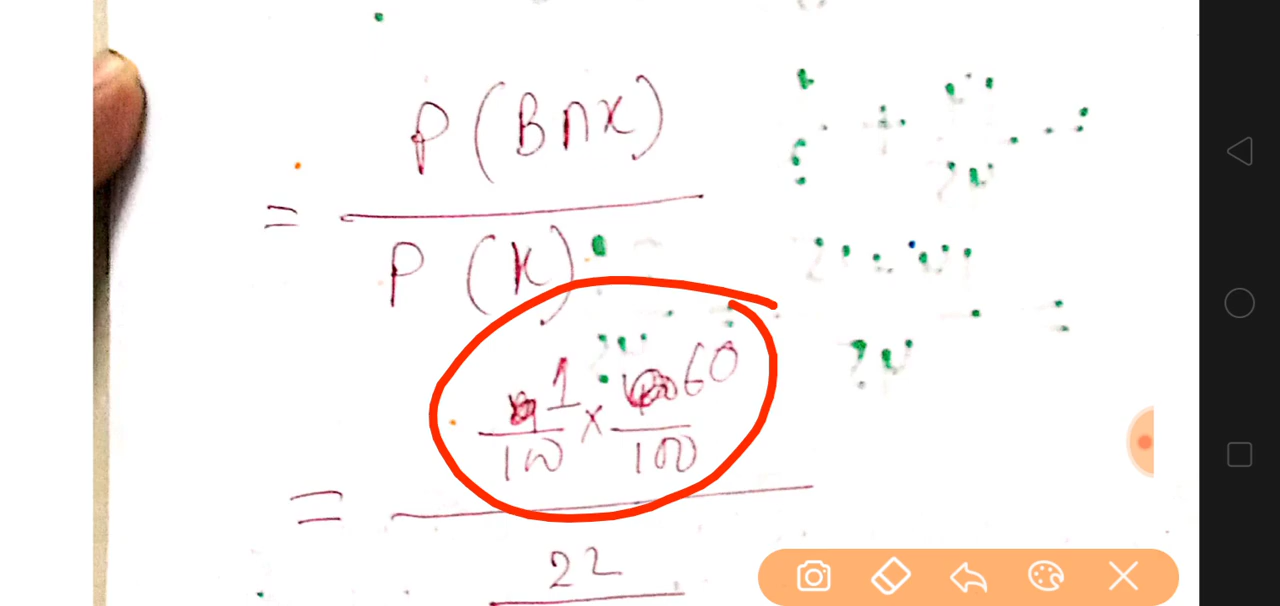 P(B∩X)
=
P(K)
1/100 × 60/100
=
22